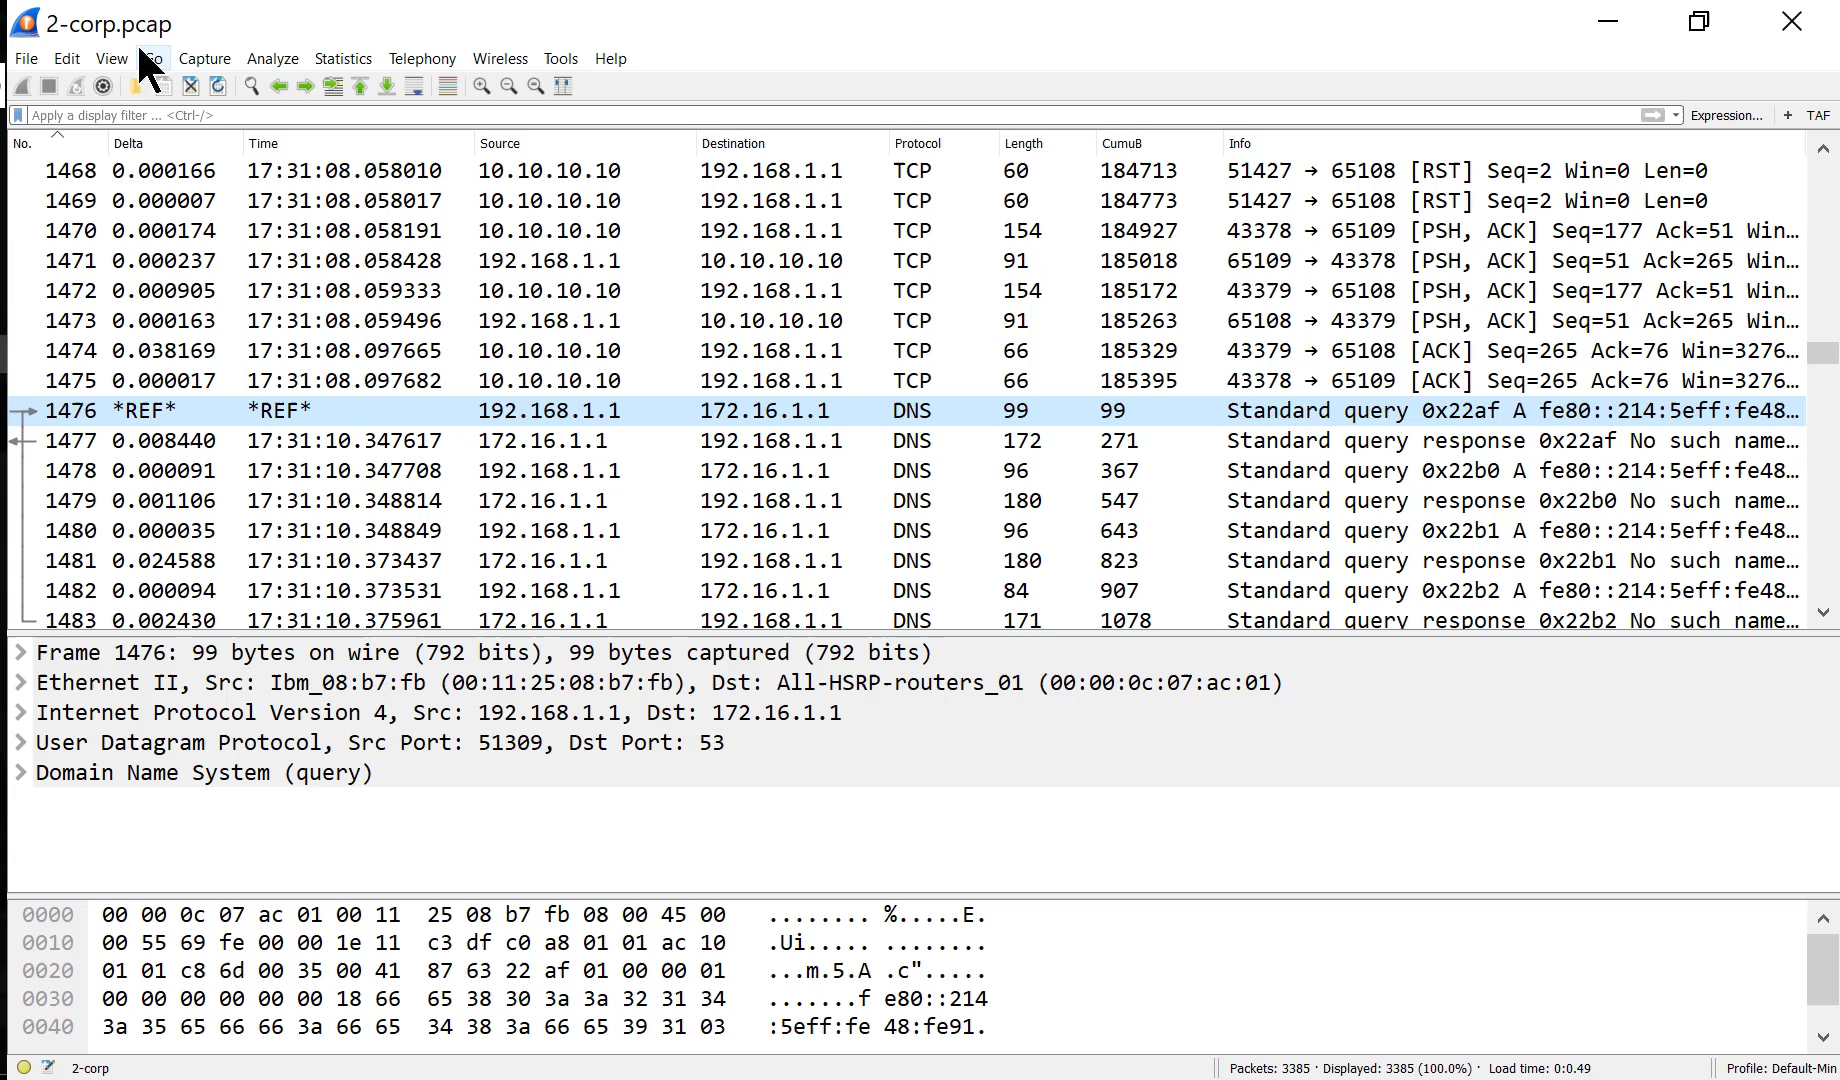 2-corp.pcap
File Edit View Go Capture Analyze Statistics Telephony Wireless Tools Help
Apply a display filter ... <Ctrl-/> Expression... + TAF
No. Delta Time Source Destination Protocol Length CumuB Info
1468 0.000166 17:31:08.058010 10.10.10.10 192.168.1.1 TCP 60 184713 51427 → 65108 [RST] Seq=2 Win=0 Len=0
1469 0.000007 17:31:08.058017 10.10.10.10 192.168.1.1 TCP 60 184773 51427 → 65108 [RST] Seq=2 Win=0 Len=0
1470 0.000174 17:31:08.058191 10.10.10.10 192.168.1.1 TCP 154 184927 43378 → 65109 [PSH, ACK] Seq=177 Ack=51 Win…
1471 0.000237 17:31:08.058428 192.168.1.1 10.10.10.10 TCP 91 185018 65109 → 43378 [PSH, ACK] Seq=51 Ack=265 Win…
1472 0.000905 17:31:08.059333 10.10.10.10 192.168.1.1 TCP 154 185172 43379 → 65108 [PSH, ACK] Seq=177 Ack=51 Win…
1473 0.000163 17:31:08.059496 192.168.1.1 10.10.10.10 TCP 91 185263 65108 → 43379 [PSH, ACK] Seq=51 Ack=265 Win…
1474 0.038169 17:31:08.097665 10.10.10.10 192.168.1.1 TCP 66 185329 43379 → 65108 [ACK] Seq=265 Ack=76 Win=3276…
1475 0.000017 17:31:08.097682 10.10.10.10 192.168.1.1 TCP 66 185395 43378 → 65109 [ACK] Seq=265 Ack=76 Win=3276…
1476 *REF* *REF* 192.168.1.1 172.16.1.1 DNS 99 99 Standard query 0x22af A fe80::214:5eff:fe48…
1477 0.008440 17:31:10.347617 172.16.1.1 192.168.1.1 DNS 172 271 Standard query response 0x22af No such name…
1478 0.000091 17:31:10.347708 192.168.1.1 172.16.1.1 DNS 96 367 Standard query 0x22b0 A fe80::214:5eff:fe48…
1479 0.001106 17:31:10.348814 172.16.1.1 192.168.1.1 DNS 180 547 Standard query response 0x22b0 No such name…
1480 0.000035 17:31:10.348849 192.168.1.1 172.16.1.1 DNS 96 643 Standard query 0x22b1 A fe80::214:5eff:fe48…
1481 0.024588 17:31:10.373437 172.16.1.1 192.168.1.1 DNS 180 823 Standard query response 0x22b1 No such name…
1482 0.000094 17:31:10.373531 192.168.1.1 172.16.1.1 DNS 84 907 Standard query 0x22b2 A fe80::214:5eff:fe48…
1483 0.002430 17:31:10.375961 172.16.1.1 192.168.1.1 DNS 171 1078 Standard query response 0x22b2 No such name…
Frame 1476: 99 bytes on wire (792 bits), 99 bytes captured (792 bits)
Ethernet II, Src: Ibm_08:b7:fb (00:11:25:08:b7:fb), Dst: All-HSRP-routers_01 (00:00:0c:07:ac:01)
Internet Protocol Version 4, Src: 192.168.1.1, Dst: 172.16.1.1
User Datagram Protocol, Src Port: 51309, Dst Port: 53
Domain Name System (query)
0000 00 00 0c 07 ac 01 00 11 25 08 b7 fb 08 00 45 00 ........ %.....E.
0010 00 55 69 fe 00 00 1e 11 c3 df c0 a8 01 01 ac 10 .Ui..... ........
0020 01 01 c8 6d 00 35 00 41 87 63 22 af 01 00 00 01 ...m.5.A .c".....
0030 00 00 00 00 00 00 18 66 65 38 30 3a 3a 32 31 34 .......f e80::214
0040 3a 35 65 66 66 3a 66 65 34 38 3a 66 65 39 31 03 :5eff:fe 48:fe91.
2-corp Packets: 3385 · Displayed: 3385 (100.0%) · Load time: 0:0.49 Profile: Default-Min